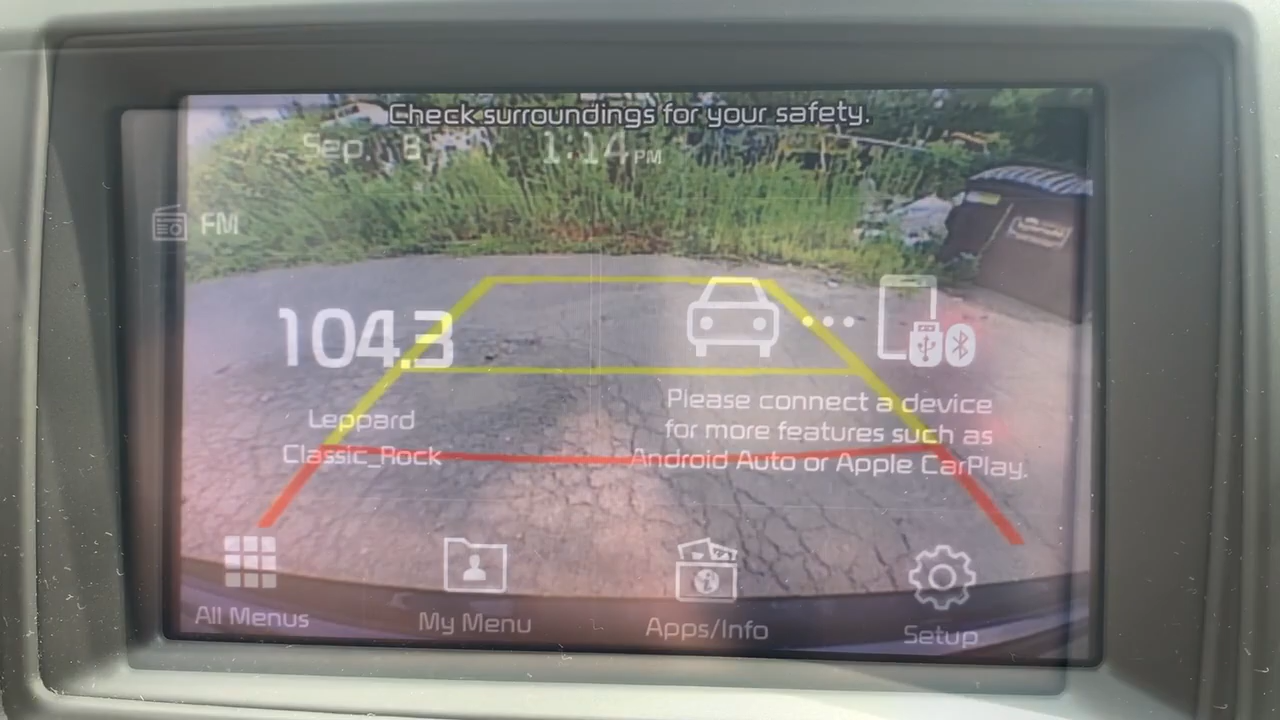 Check surroundings for your safety.
Sep. 8 1:14 PM
FM
104.3
Leppard
Classic_Rock
Please connect a device
for more features such as
Android Auto or Apple CarPlay.
All Menus
My Menu
Apps/Info
Setup